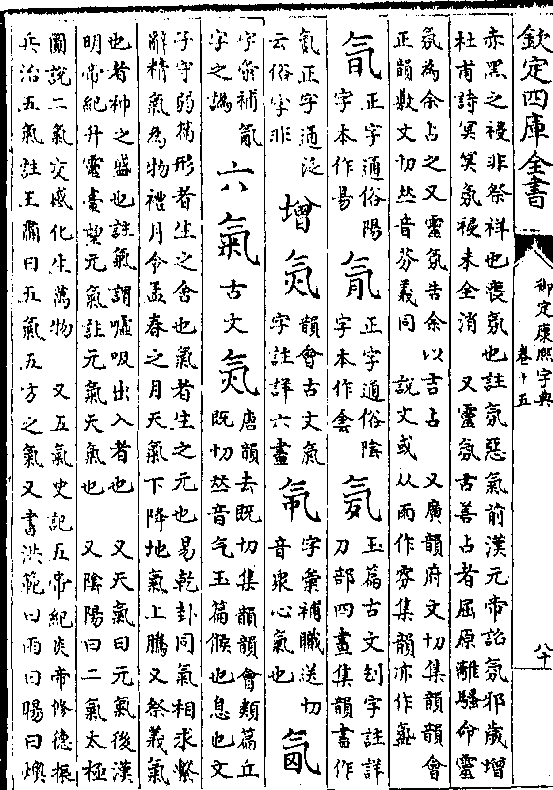 欽定四庫全書
御定康熙字典
卷十五
八十
赤黑之祲非祭祥也喪氛也註氛惡氣前漢元帝詔氛邪歲增
杜甫詩冥冥氛祲未全消 又靈氛古善占者屈原離騷命靈
氛為余占之又靈氛告余以吉占 又廣韻府文切集韻韻會
正韻敷文切𠀤音芬義同 說文或从雨作雰集韻亦作
正字通俗陽
字本作昜
正字通俗陰
字本作侌
玉篇古文刻字註詳
刀部四畫集韻書作
正字通泛
云俗字非
增炁
韻會古文氣
字註詳六畫
字彙補職送切
音眾心氣也
字彙補
字之譌
六氣
古文
炁
唐韻去既切集韻韻會類篇丘
既切𠀤音气玉篇候也息也文
子守弱篇形者生之舍也氣者生之元也易乾卦同氣相求繫
辭精氣為物禮月令孟春之月天氣下降地氣上騰又祭義氣
也者神之盛也註氣謂噓吸出入者也 又天氣曰元氣後漢
明帝紀升靈臺望元氣註元氣天氣也 又陰陽曰二氣太極
圖說二氣交感化生萬物 又五氣史記五帝紀炎帝修德振
兵治五氣註王肅曰五氣五方之氣又書洪範曰雨曰暘曰燠